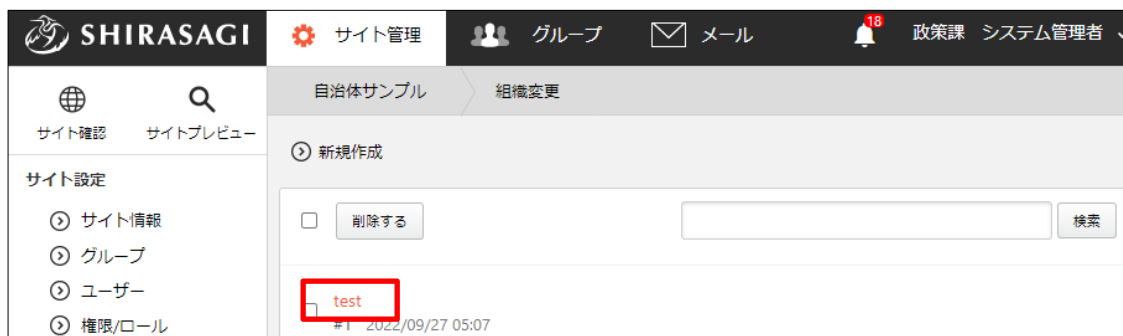 SHIRASAGI サイト管理 グループ メール 18 政策課 システム管理者
自治体サンプル 組織変更
サイト確認 サイトプレビュー
新規作成
サイト設定
サイト情報
削除する 検索
グループ
ユーザー
test
#1 2022/09/27 05:07
権限/ロール